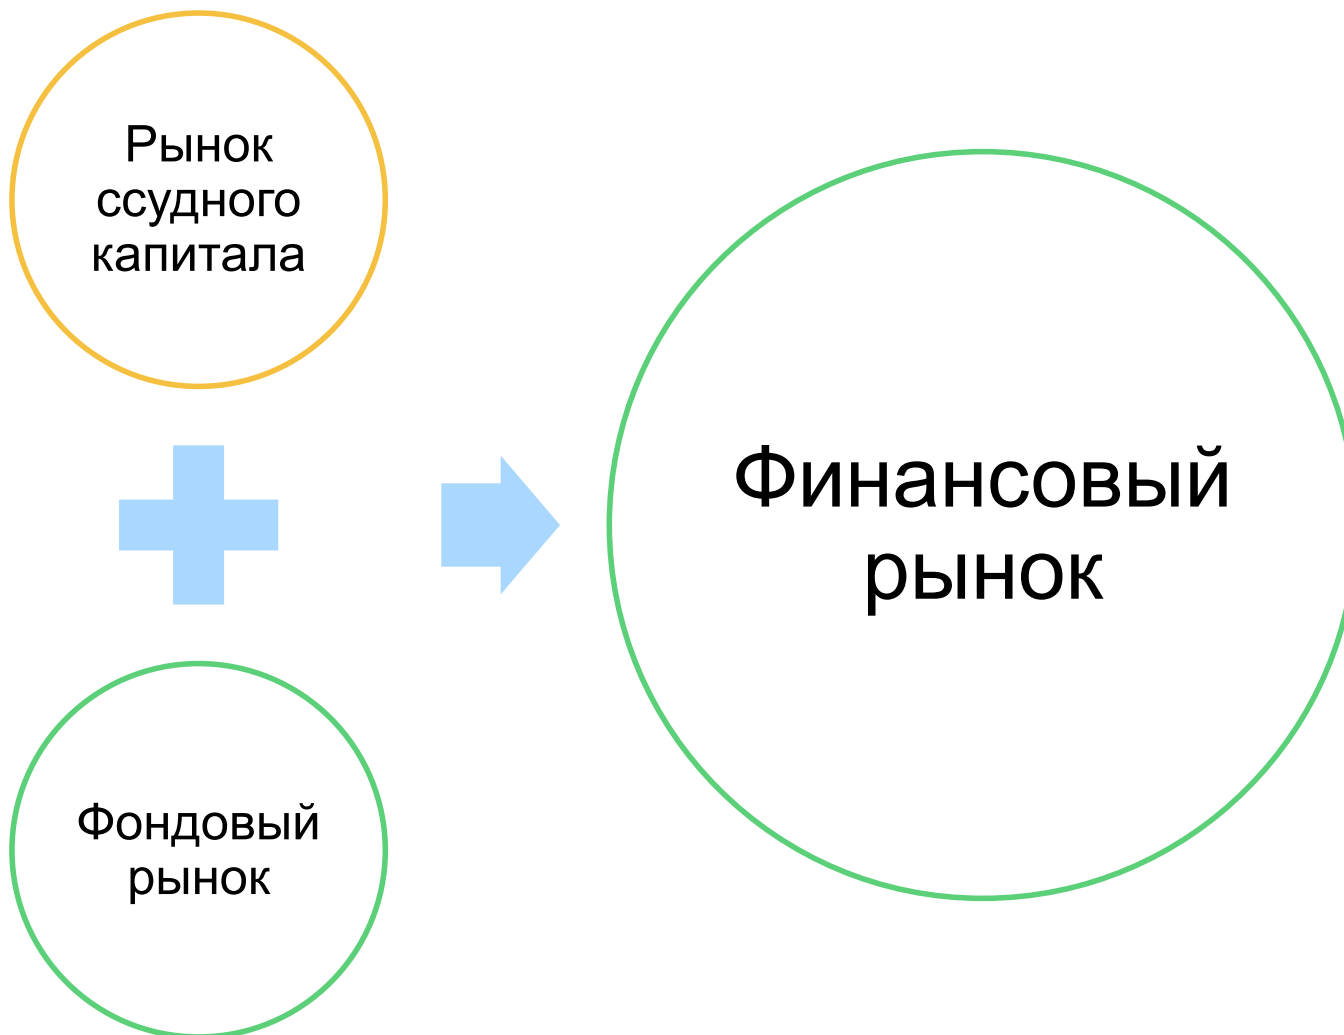 Рынок
ссудного
капитала
Фондовый
рынок
Финансовый
рынок